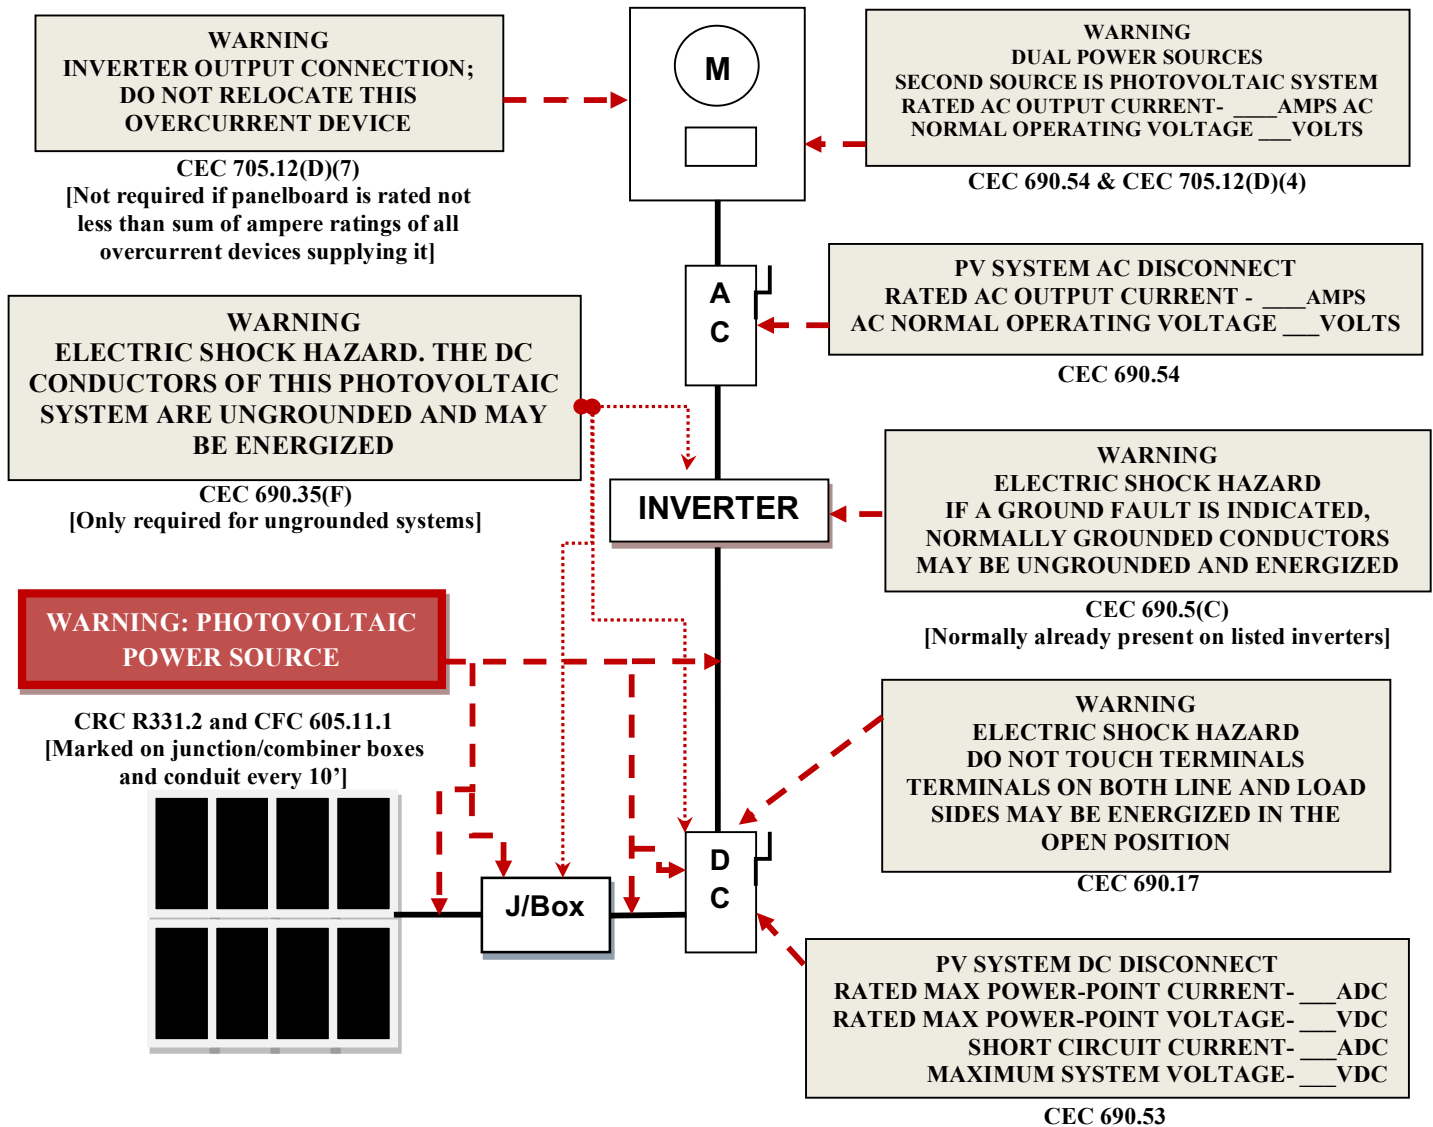 WARNING
INVERTER OUTPUT CONNECTION;
DO NOT RELOCATE THIS
OVERCURRENT DEVICE
CEC 705.12(D)(7)
[Not required if panelboard is rated not
less than sum of ampere ratings of all
overcurrent devices supplying it]
M
WARNING
DUAL POWER SOURCES
SECOND SOURCE IS PHOTOVOLTAIC SYSTEM
RATED AC OUTPUT CURRENT- ____AMPS AC
NORMAL OPERATING VOLTAGE ___VOLTS
CEC 690.54 & CEC 705.12(D)(4)
A
C
PV SYSTEM AC DISCONNECT
RATED AC OUTPUT CURRENT - ___AMPS
AC NORMAL OPERATING VOLTAGE ___VOLTS
CEC 690.54
WARNING
ELECTRIC SHOCK HAZARD. THE DC
CONDUCTORS OF THIS PHOTOVOLTAIC
SYSTEM ARE UNGROUNDED AND MAY
BE ENERGIZED
CEC 690.35(F)
[Only required for ungrounded systems]
INVERTER
WARNING
ELECTRIC SHOCK HAZARD
IF A GROUND FAULT IS INDICATED,
NORMALLY GROUNDED CONDUCTORS
MAY BE UNGROUNDED AND ENERGIZED
CEC 690.5(C)
[Normally already present on listed inverters]
WARNING: PHOTOVOLTAIC
POWER SOURCE
CRC R331.2 and CFC 605.11.1
[Marked on junction/combiner boxes
and conduit every 10’]
WARNING
ELECTRIC SHOCK HAZARD
DO NOT TOUCH TERMINALS
TERMINALS ON BOTH LINE AND LOAD
SIDES MAY BE ENERGIZED IN THE
OPEN POSITION
CEC 690.17
J/Box
D
C
PV SYSTEM DC DISCONNECT
RATED MAX POWER-POINT CURRENT- ___ADC
RATED MAX POWER-POINT VOLTAGE- ___VDC
SHORT CIRCUIT CURRENT- ___ADC
MAXIMUM SYSTEM VOLTAGE- ___VDC
CEC 690.53